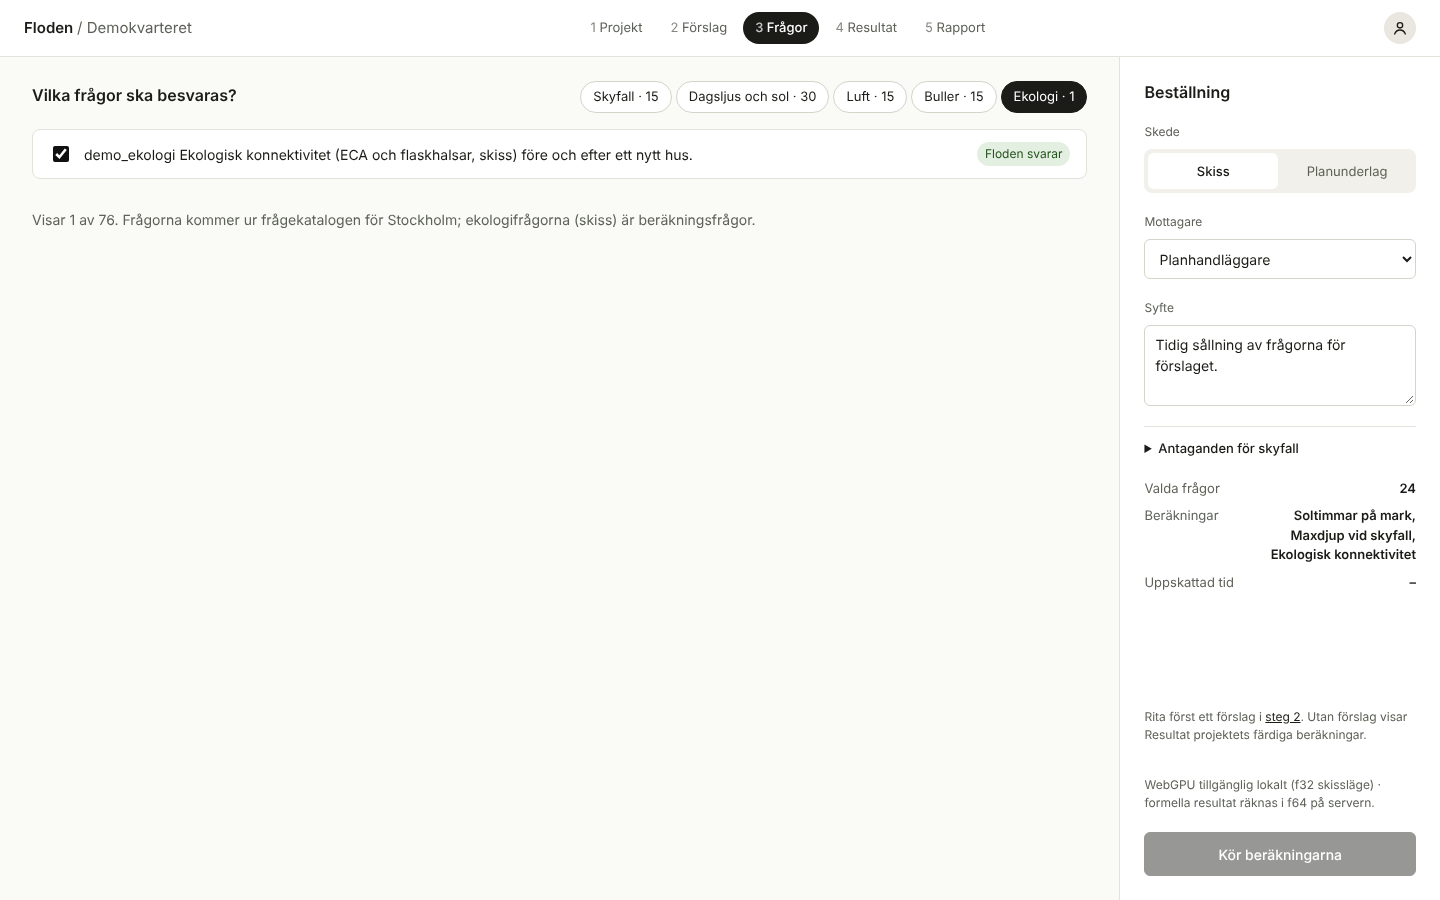 Floden / Demokvarteret
1 Projekt
2 Förslag
3 Frågor
4 Resultat
5 Rapport
Vilka frågor ska besvaras?
Skyfall · 15
Dagsljus och sol · 30
Luft · 15
Buller · 15
Ekologi · 1
demo_ekologi Ekologisk konnektivitet (ECA och flaskhalsar, skiss) före och efter ett nytt hus.
Floden svarar
Visar 1 av 76. Frågorna kommer ur frågekatalogen för Stockholm; ekologifrågorna (skiss) är beräkningsfrågor.
Beställning
Skede
Skiss
Planunderlag
Mottagare
Planhandläggare
Syfte
Tidig sållning av frågorna för
förslaget.
Antaganden för skyfall
Valda frågor 24
Beräkningar Soltimmar på mark,
Maxdjup vid skyfall,
Ekologisk konnektivitet
Uppskattad tid –
Rita först ett förslag i steg 2. Utan förslag visar
Resultat projektets färdiga beräkningar.
WebGPU tillgänglig lokalt (f32 skissläge) ·
formella resultat räknas i f64 på servern.
Kör beräkningarna